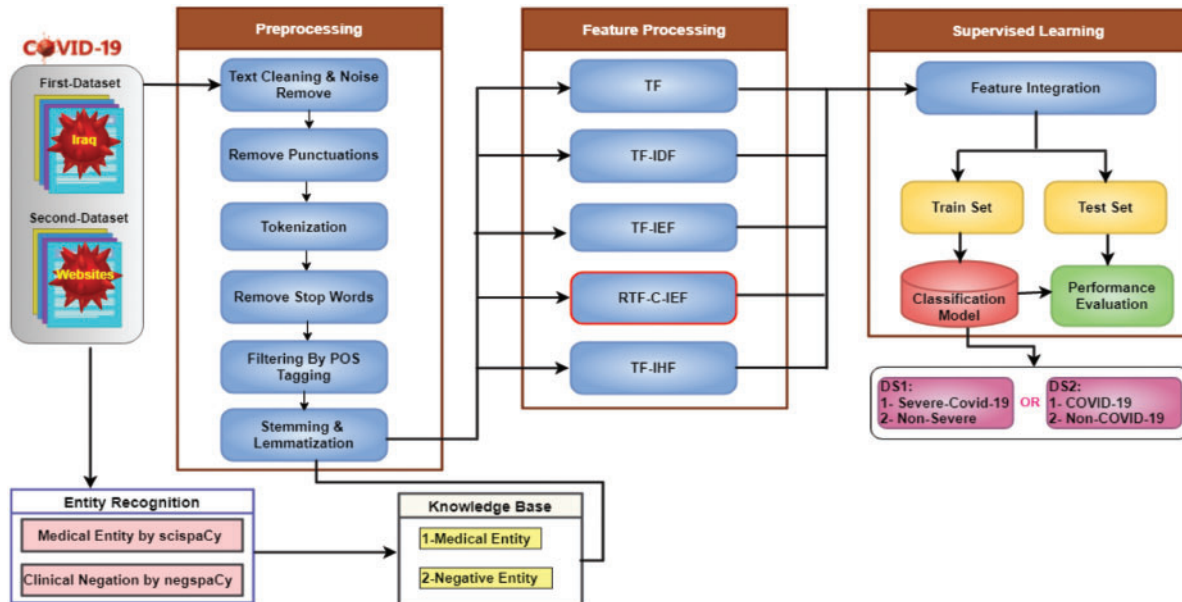 COVID-19
First-Dataset
Iraq
Second-Dataset
Websites
Preprocessing
Text Cleaning & Noise
Remove
Remove Punctuations
Tokenization
Remove Stop Words
Filtering By POS
Tagging
Stemming &
Lemmatization
Feature Processing
TF
TF-IDF
TF-IEF
RTF-C-IEF
TF-IHF
Supervised Learning
Feature Integration
Train Set
Test Set
Classification
Model
Performance
Evaluation
DS1:
1- Severe-Covid-19
2- Non-Severe
OR
DS2:
1- COVID-19
2- Non-COVID-19
Entity Recognition
Medical Entity by scispaCy
Clinical Negation by negspaCy
Knowledge Base
1-Medical Entity
2-Negative Entity